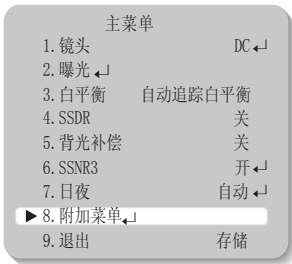 主菜单
1. 镜头 DC↵
2. 曝光↵
3. 白平衡 自动追踪白平衡
4. SSDR 关
5. 背光补偿 关
6. SSNR3 开↵
7. 日夜 自动↵
▶ 8. 附加菜单↵
9. 退出 存储